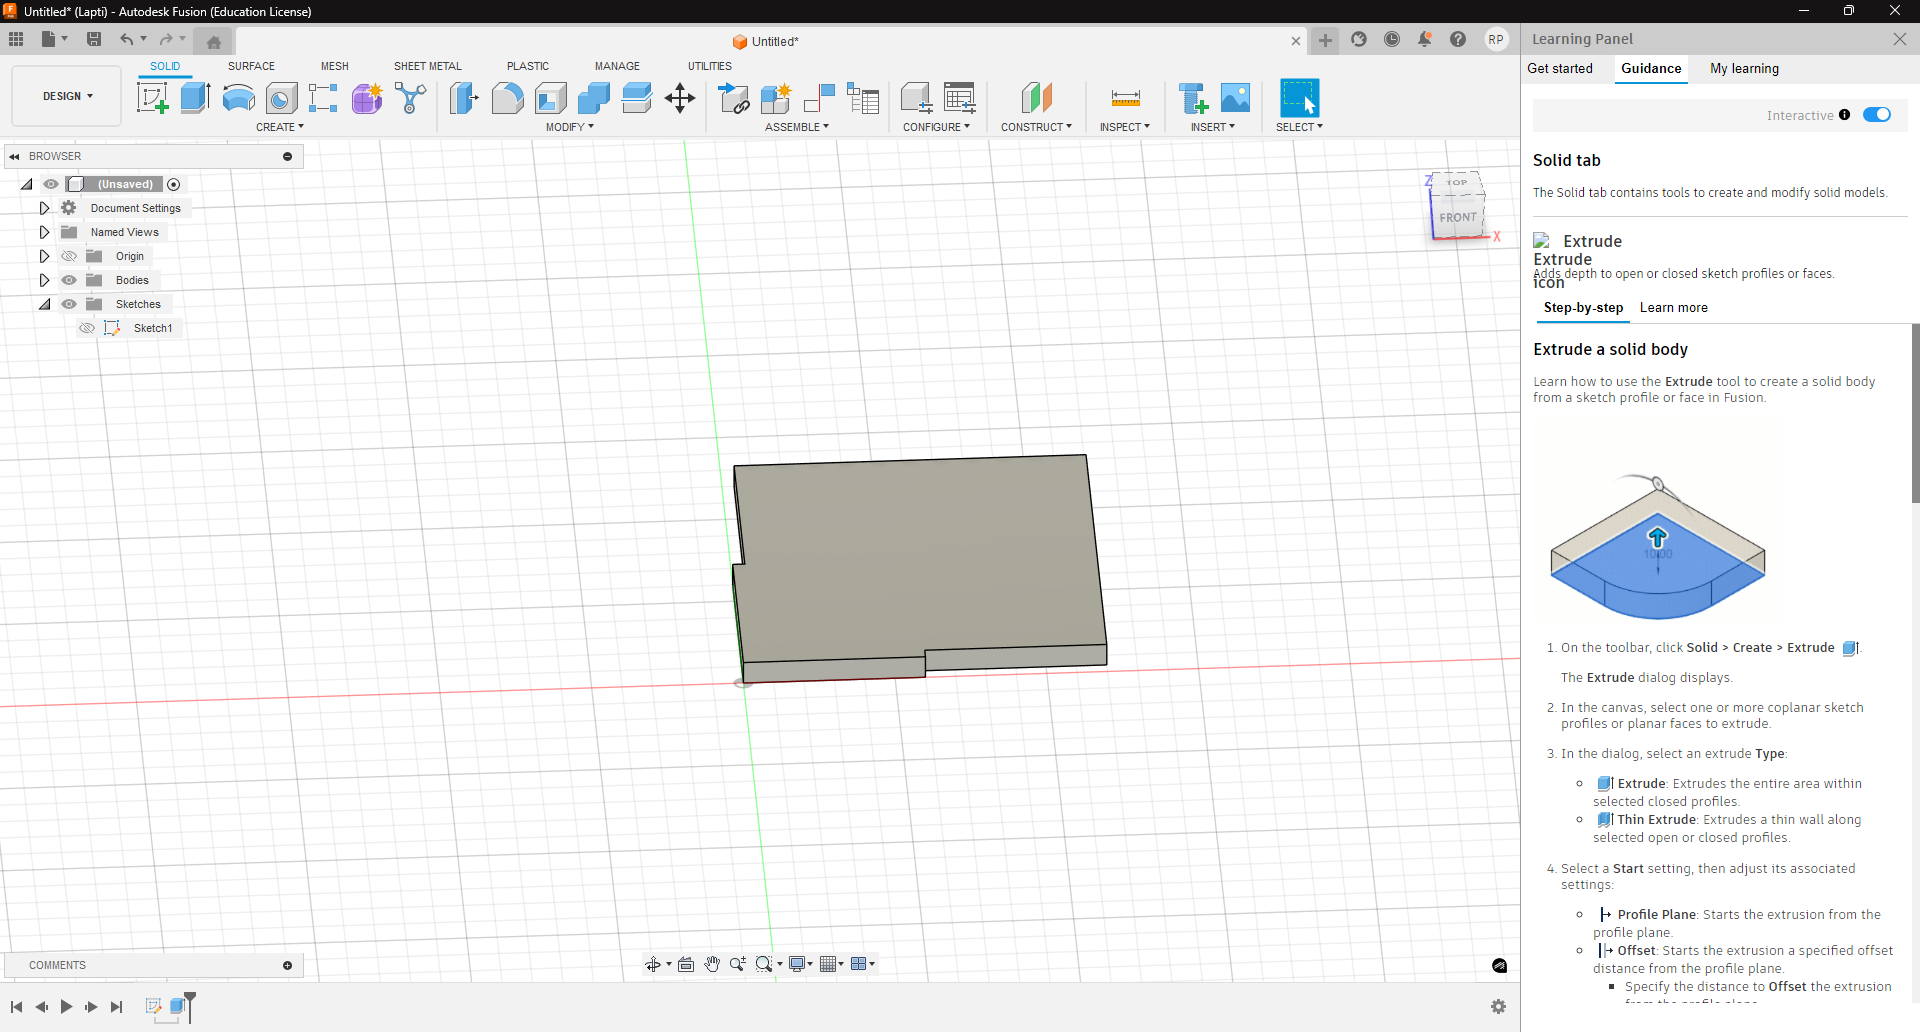 Untitled* (Lapti) - Autodesk Fusion (Education License)
Untitled*
RP
DESIGN
SOLID
SURFACE
MESH
SHEET METAL
PLASTIC
MANAGE
UTILITIES
CREATE
MODIFY
ASSEMBLE
CONFIGURE
CONSTRUCT
INSPECT
INSERT
SELECT
BROWSER
(Unsaved)
Document Settings
Named Views
Origin
Bodies
Sketches
Sketch1
Z
TOP
FRONT
X
COMMENTS
Learning Panel
Get started
Guidance
My learning
Interactive
Solid tab
The Solid tab contains tools to create and modify solid models.
Extrude
Extrude
icon
Adds depth to open or closed sketch profiles or faces.
Step-by-step
Learn more
Extrude a solid body
Learn how to use the Extrude tool to create a solid body
from a sketch profile or face in Fusion.
10.00
1. On the toolbar, click Solid > Create > Extrude .
The Extrude dialog displays.
2. In the canvas, select one or more coplanar sketch
profiles or planar faces to extrude.
3. In the dialog, select an extrude Type:
Extrude: Extrudes the entire area within
selected closed profiles.
Thin Extrude: Extrudes a thin wall along
selected open or closed profiles.
4. Select a Start setting, then adjust its associated
settings:
Profile Plane: Starts the extrusion from the
profile plane.
Offset: Starts the extrusion a specified offset
distance from the profile plane.
Specify the distance to Offset the extrusion
from the profile plane.